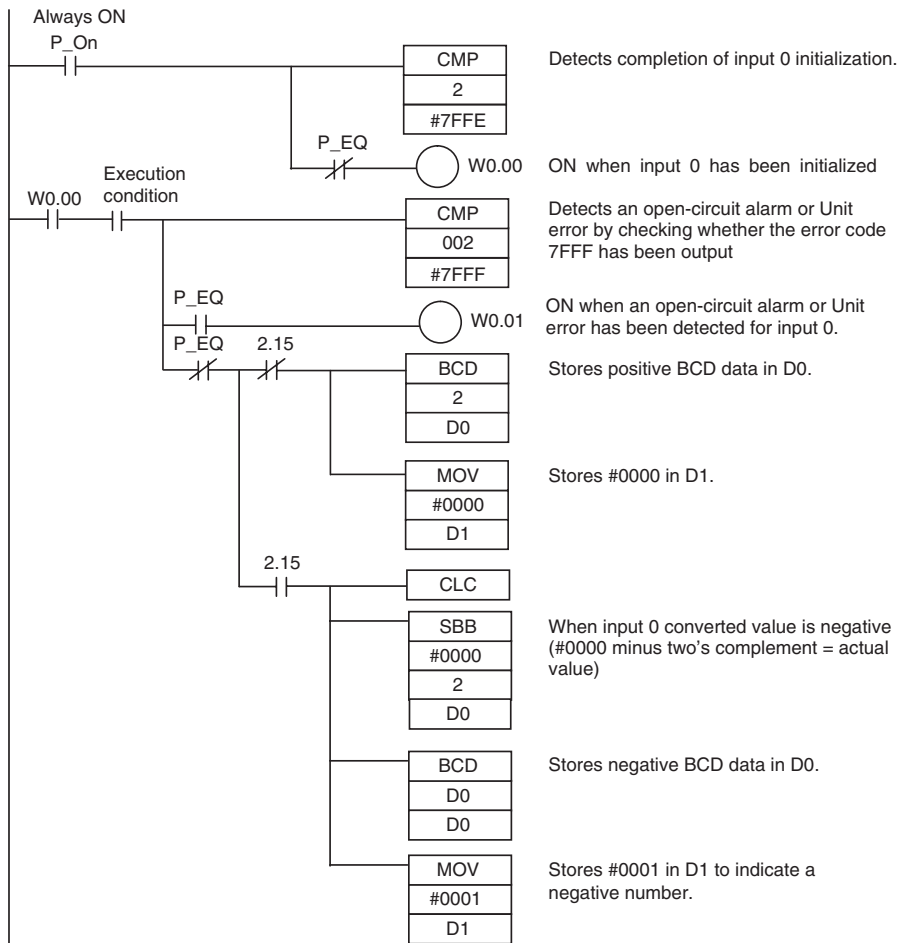 Always ON
P_On
CMP
2
#7FFE
Detects completion of input 0 initialization.
P_EQ
W0.00
ON when input 0 has been initialized
W0.00
Execution
condition
CMP
002
#7FFF
Detects an open-circuit alarm or Unit
error by checking whether the error code
7FFF has been output
P_EQ
W0.01
ON when an open-circuit alarm or Unit
error has been detected for input 0.
P_EQ
2.15
BCD
2
D0
Stores positive BCD data in D0.
MOV
#0000
D1
Stores #0000 in D1.
2.15
CLC
SBB
#0000
2
D0
When input 0 converted value is negative
(#0000 minus two's complement = actual
value)
BCD
D0
D0
Stores negative BCD data in D0.
MOV
#0001
D1
Stores #0001 in D1 to indicate a
negative number.